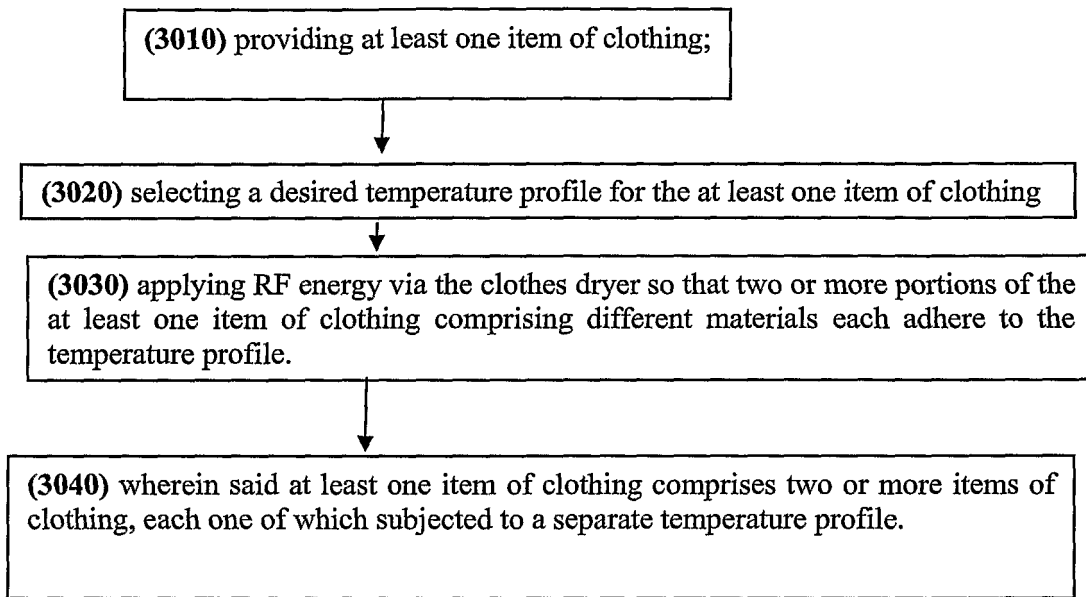 (3010) providing at least one item of clothing;
(3020) selecting a desired temperature profile for the at least one item of clothing
(3030) applying RF energy via the clothes dryer so that two or more portions of the
at least one item of clothing comprising different materials each adhere to the
temperature profile.
(3040) wherein said at least one item of clothing comprises two or more items of
clothing, each one of which subjected to a separate temperature profile.